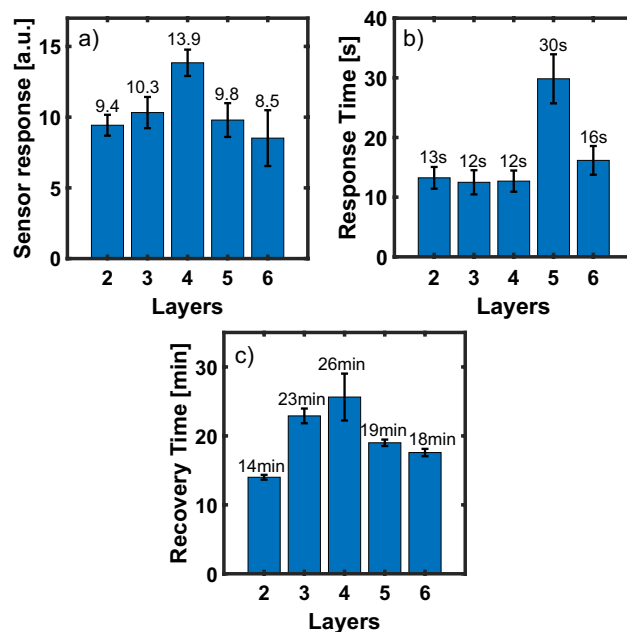 a)
Sensor response [a.u.]
15
10
5
0
9.4
10.3
13.9
9.8
8.5
2 3 4 5 6
Layers
b)
Response Time [s]
40
30
20
10
0
13s
12s
12s
30s
16s
2 3 4 5 6
Layers
c)
Recovery Time [min]
30
20
10
0
14min
23min
26min
19min
18min
2 3 4 5 6
Layers